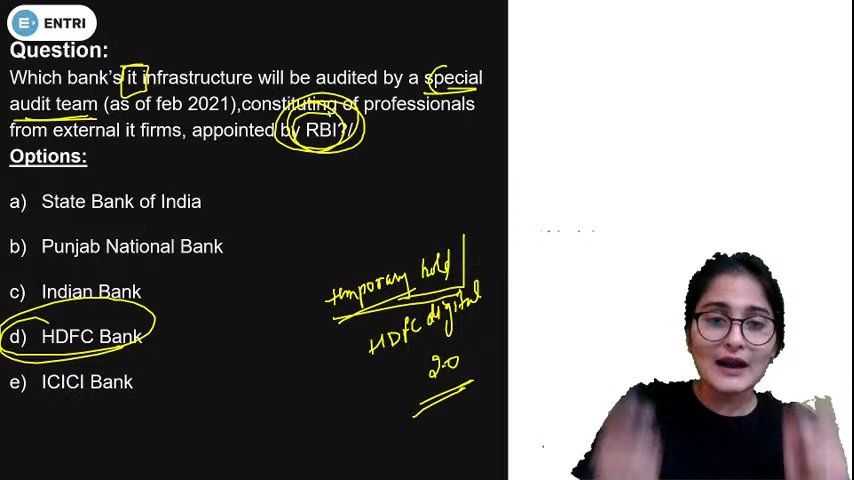 ENTRI
Question:
Which bank's it infrastructure will be audited by a special
audit team (as of feb 2021),constituting of professionals
from external it firms, appointed by RBI?/
Options:
a) State Bank of India
b) Punjab National Bank
c) Indian Bank
d) HDFC Bank
e) ICICI Bank
temporary hold
HDFC digital
2.0